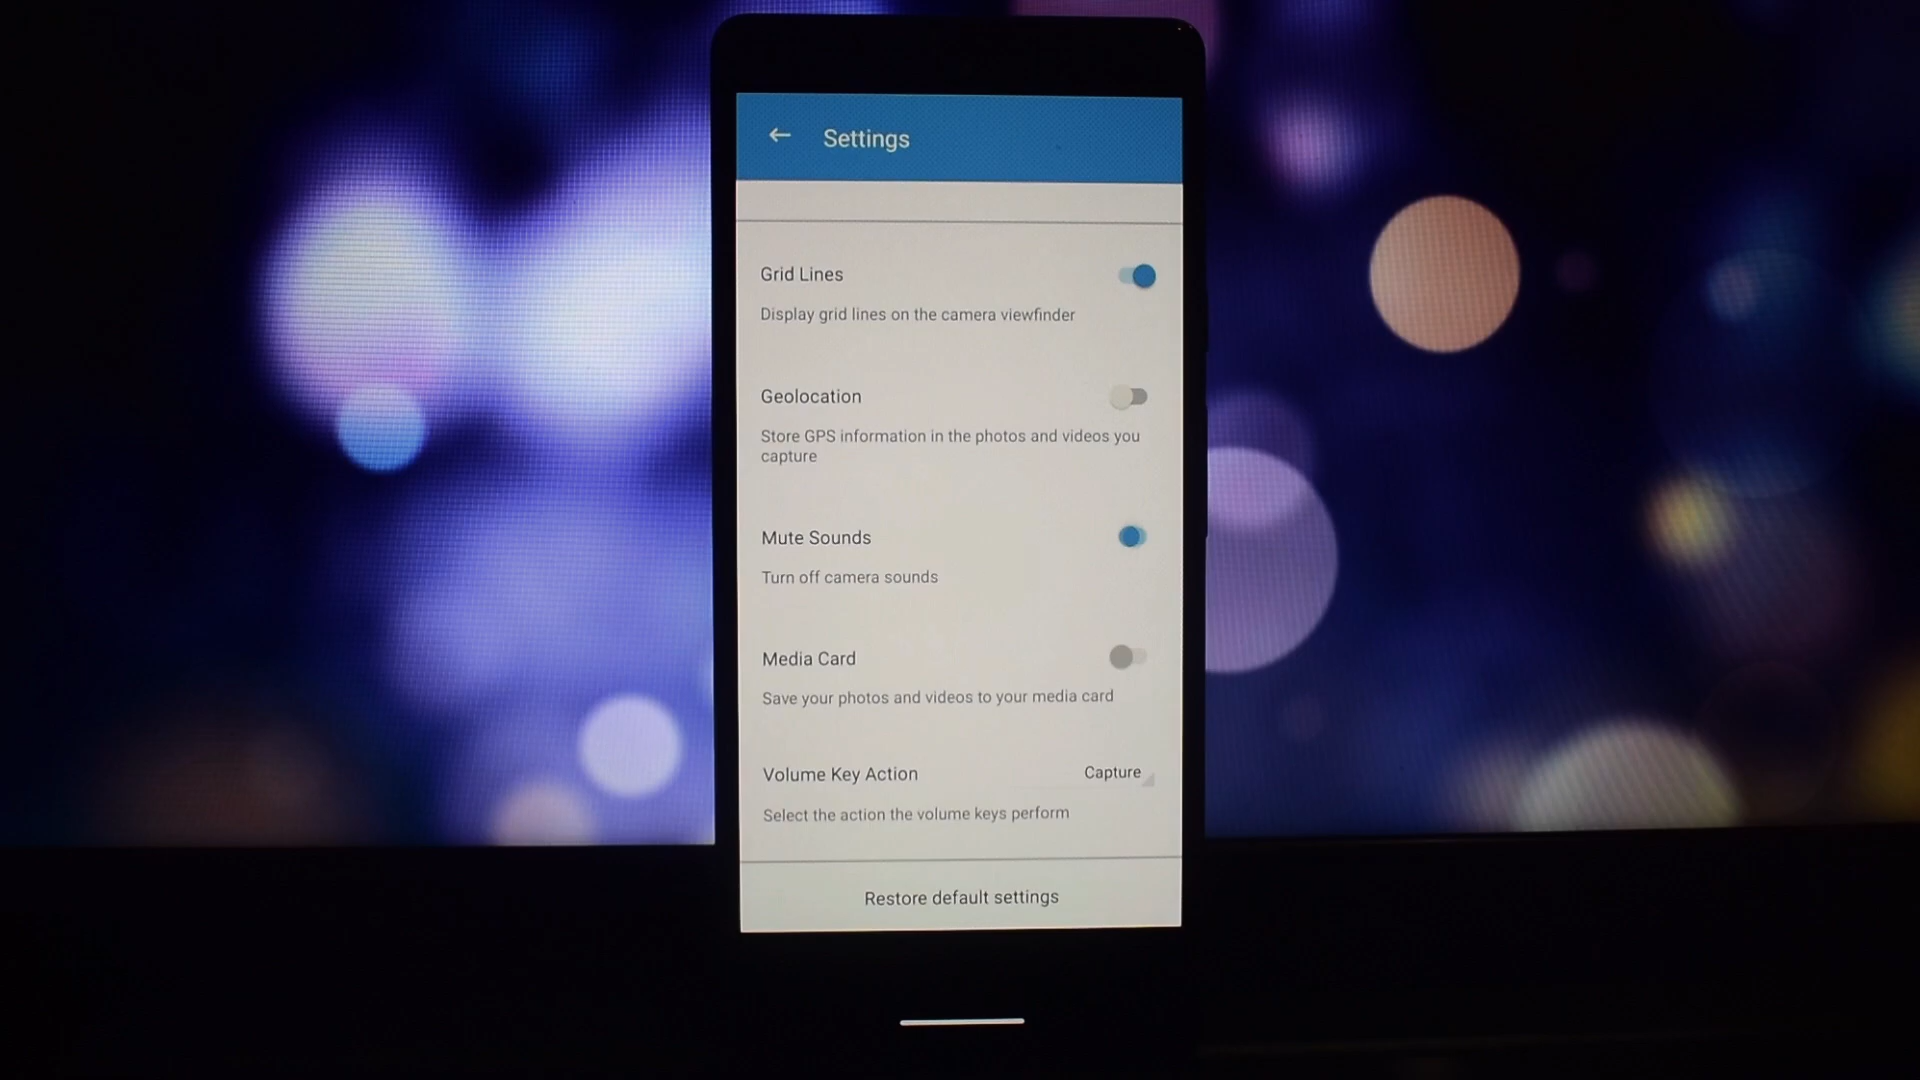 Settings
Grid Lines
Display grid lines on the camera viewfinder
Geolocation
Store GPS information in the photos and videos you
capture
Mute Sounds
Turn off camera sounds
Media Card
Save your photos and videos to your media card
Volume Key Action
Capture
Select the action the volume keys perform
Restore default settings